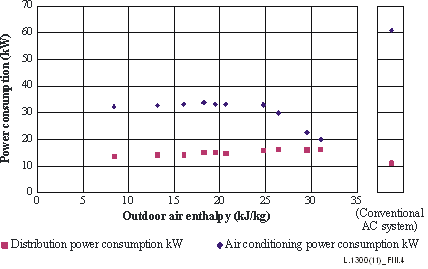 70
60
50
40
30
20
10
0
Power consumption (kW)
0 5 10 15 20 25 30 35
Outdoor air enthalpy (kJ/kg)
(Conventional
AC system)
Distribution power consumption kW
Air conditioning power consumption kW
L.1300(11)_FIII.4